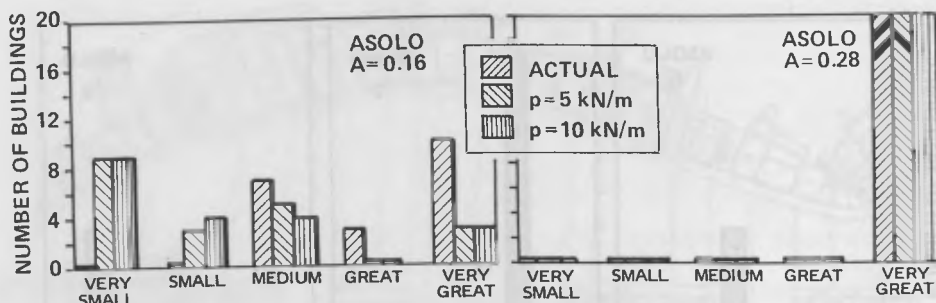 NUMBER OF BUILDINGS
20
16
12
8
4
0
ASOLO
A = 0.16
VERY SMALL
SMALL
MEDIUM
GREAT
VERY GREAT
ACTUAL
p = 5 kN/m
p = 10 kN/m
ASOLO
A = 0.28
VERY SMALL
SMALL
MEDIUM
GREAT
VERY GREAT